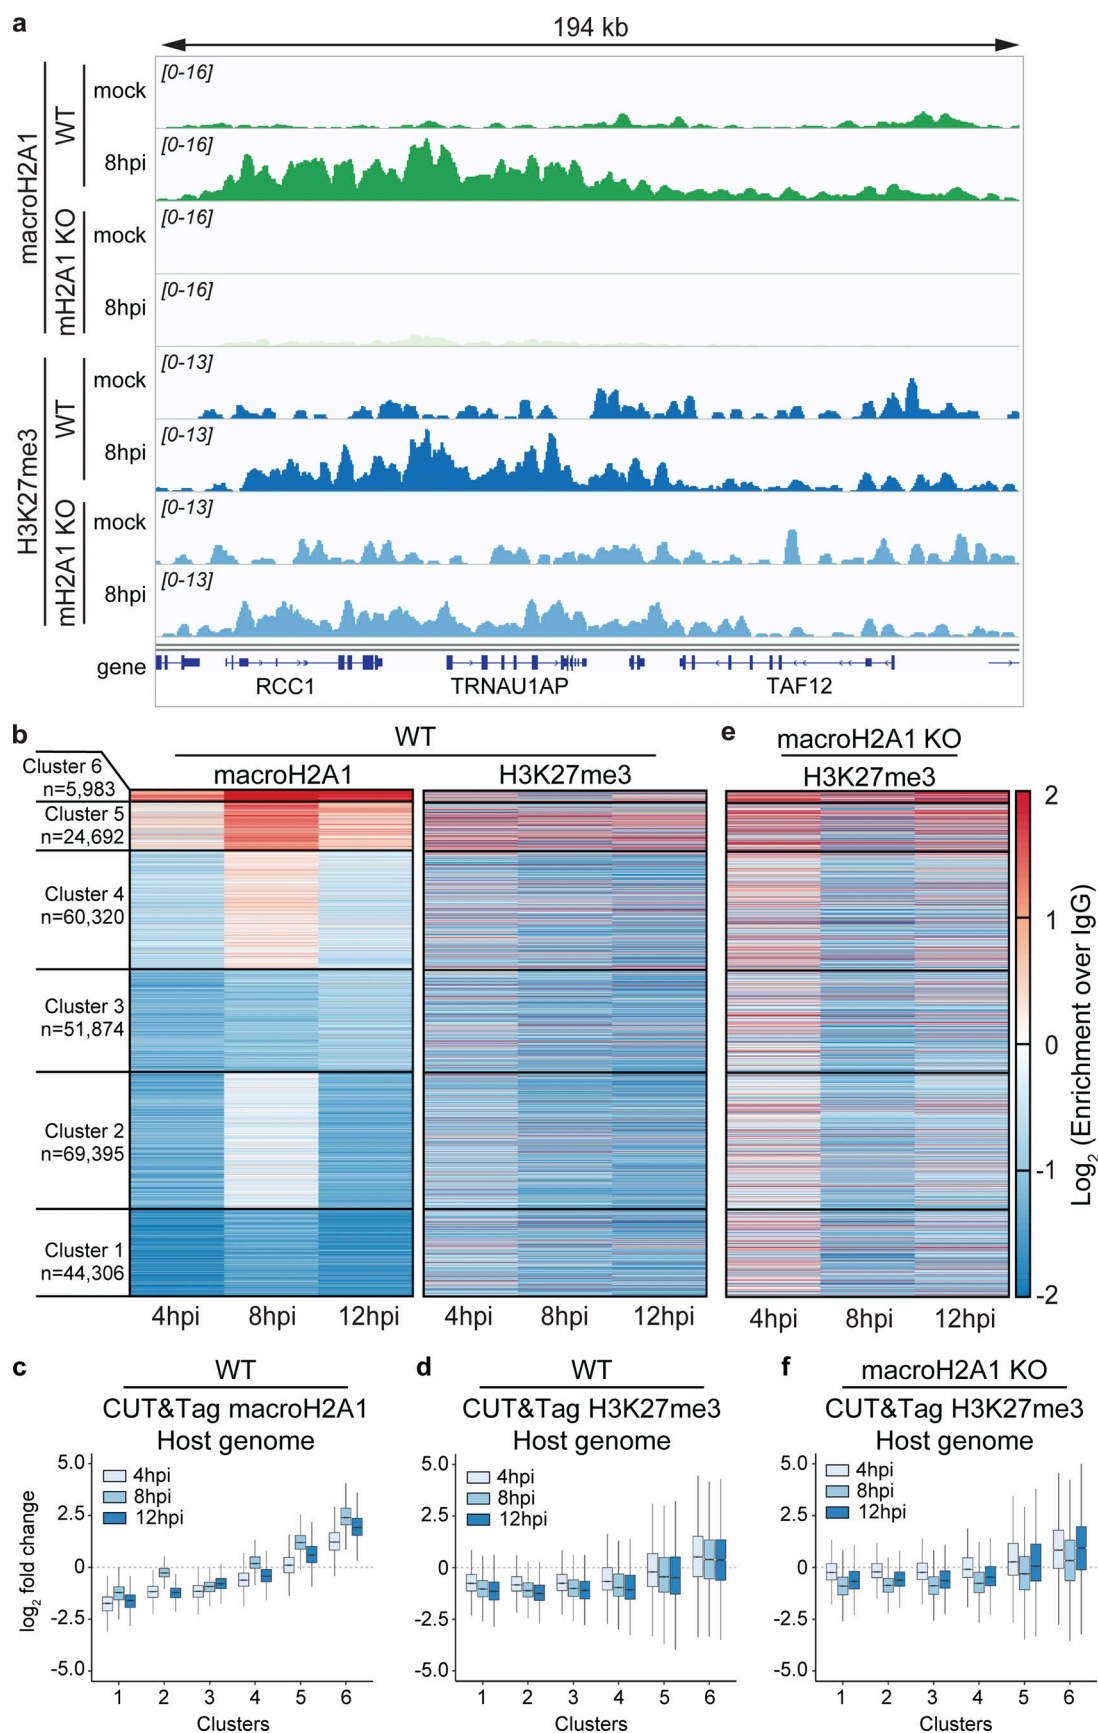 a
194 kb
macroH2A1
WT
mock
[0-16]
8hpi
[0-16]
mH2A1 KO
mock
[0-16]
8hpi
[0-16]
H3K27me3
WT
mock
[0-13]
8hpi
[0-13]
mH2A1 KO
mock
[0-13]
8hpi
[0-13]
gene
RCC1 TRNAU1AP TAF12
b
WT
macroH2A1 H3K27me3
Cluster 6
n=5,983
Cluster 5
n=24,692
Cluster 4
n=60,320
Cluster 3
n=51,874
Cluster 2
n=69,395
Cluster 1
n=44,306
4hpi 8hpi 12hpi 4hpi 8hpi 12hpi
e
macroH2A1 KO
H3K27me3
4hpi 8hpi 12hpi
2
1
0
-1
-2
Log2 (Enrichment over IgG)
c
WT
CUT&Tag macroH2A1
Host genome
log2 fold change
5.0
2.5
0
-2.5
-5.0
4hpi
8hpi
12hpi
1 2 3 4 5 6
Clusters
d
WT
CUT&Tag H3K27me3
Host genome
5.0
2.5
0
-2.5
-5.0
4hpi
8hpi
12hpi
1 2 3 4 5 6
Clusters
f
macroH2A1 KO
CUT&Tag H3K27me3
Host genome
5.0
2.5
0
-2.5
-5.0
4hpi
8hpi
12hpi
1 2 3 4 5 6
Clusters